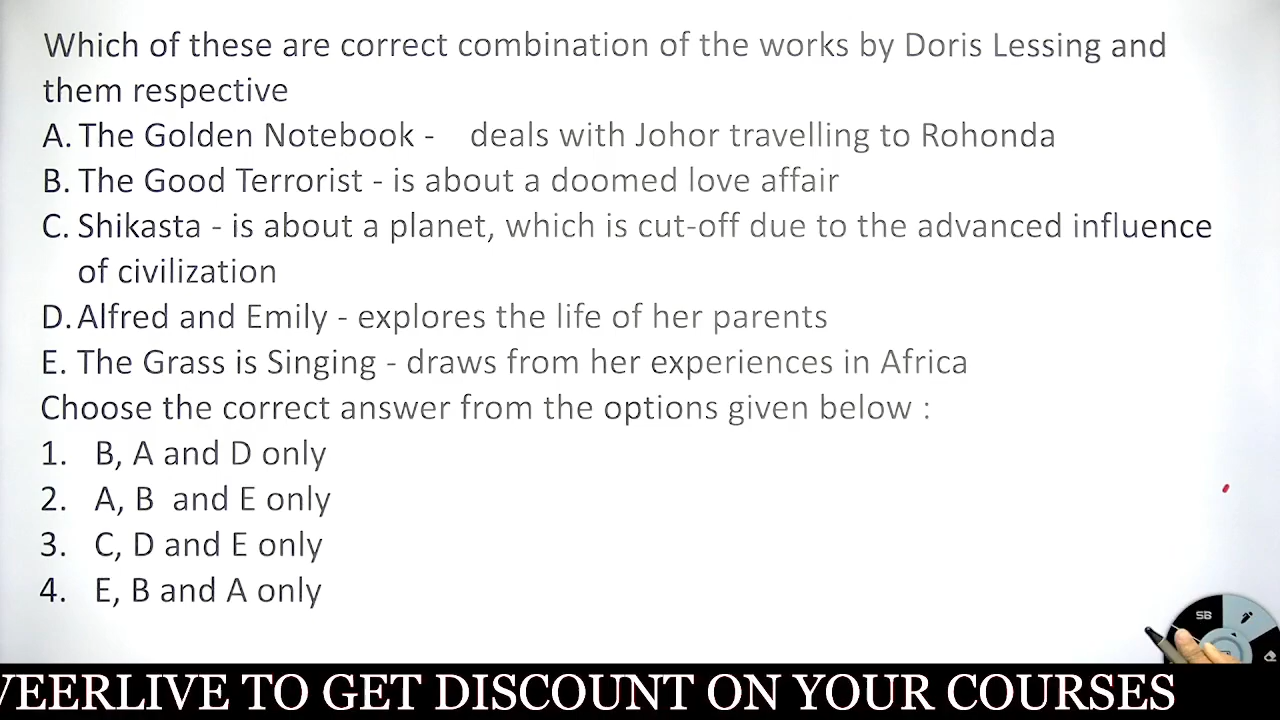 Which of these are correct combination of the works by Doris Lessing and
them respective
A. The Golden Notebook - deals with Johor travelling to Rohonda
B. The Good Terrorist - is about a doomed love affair
C. Shikasta - is about a planet, which is cut-off due to the advanced influence
of civilization
D. Alfred and Emily - explores the life of her parents
E. The Grass is Singing - draws from her experiences in Africa
Choose the correct answer from the options given below :
1. B, A and D only
2. A, B and E only
3. C, D and E only
4. E, B and A only
SB
VEERLIVE TO GET DISCOUNT ON YOUR COURSES